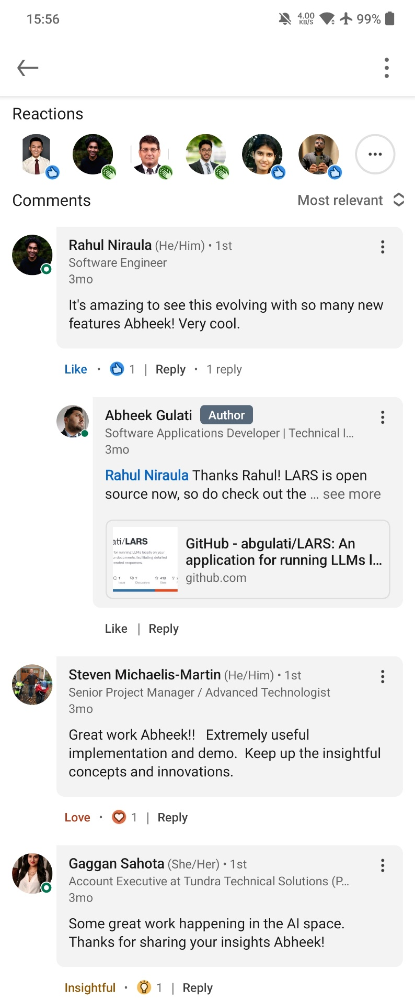 15:56
4.00
KB/S
99%
Reactions
Comments
Most relevant
Rahul Niraula (He/Him) • 1st
Software Engineer
3mo
It's amazing to see this evolving with so many new
features Abheek! Very cool.
Like • 1 | Reply • 1 reply
Abheek Gulati Author
Software Applications Developer | Technical I...
3mo
Rahul Niraula Thanks Rahul! LARS is open
source now, so do check out the ... see more
ati/LARS
for running LLMs locally on your
documents, facilitating detailed
erated responses.
1 7 418
Issue Discussions Stars
GitHub - abgulati/LARS: An
application for running LLMs l...
github.com
Like | Reply
Steven Michaelis-Martin (He/Him) • 1st
Senior Project Manager / Advanced Technologist
3mo
Great work Abheek!! Extremely useful
implementation and demo. Keep up the insightful
concepts and innovations.
Love • 1 | Reply
Gaggan Sahota (She/Her) • 1st
Account Executive at Tundra Technical Solutions (P...
3mo
Some great work happening in the AI space.
Thanks for sharing your insights Abheek!
Insightful • 1 | Reply